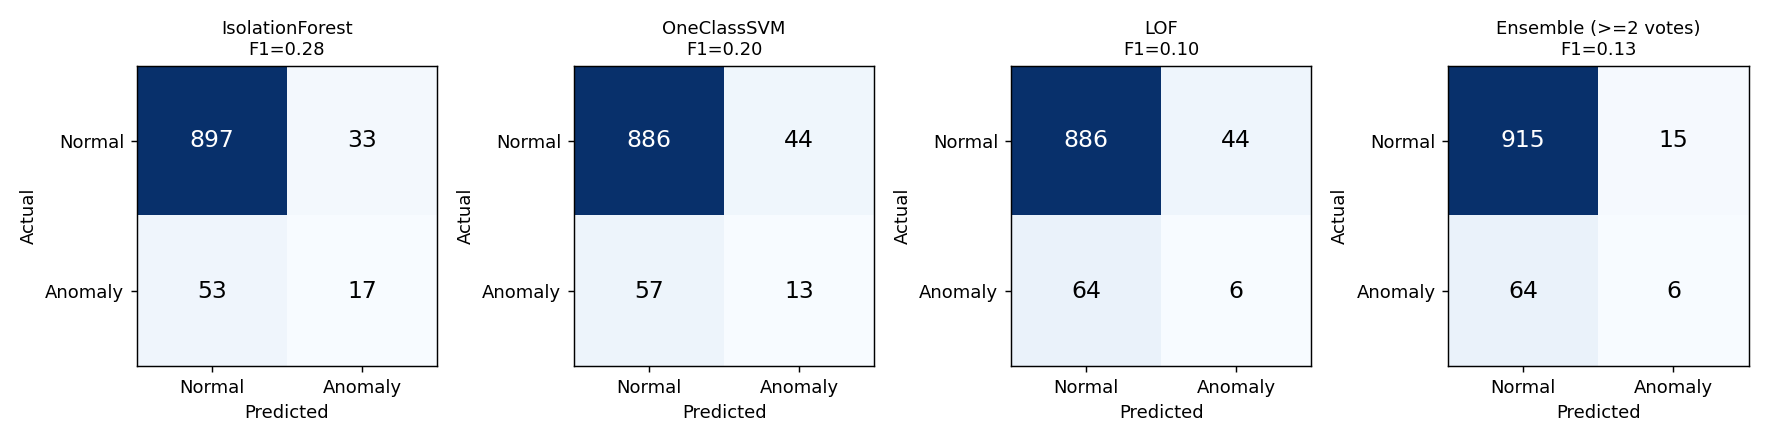 IsolationForest
F1=0.28
Normal
897
33
Actual
Anomaly
53
17
Normal
Anomaly
Predicted
OneClassSVM
F1=0.20
Normal
886
44
Actual
Anomaly
57
13
Normal
Anomaly
Predicted
LOF
F1=0.10
Normal
886
44
Actual
Anomaly
64
6
Normal
Anomaly
Predicted
Ensemble (>=2 votes)
F1=0.13
Normal
915
15
Actual
Anomaly
64
6
Normal
Anomaly
Predicted